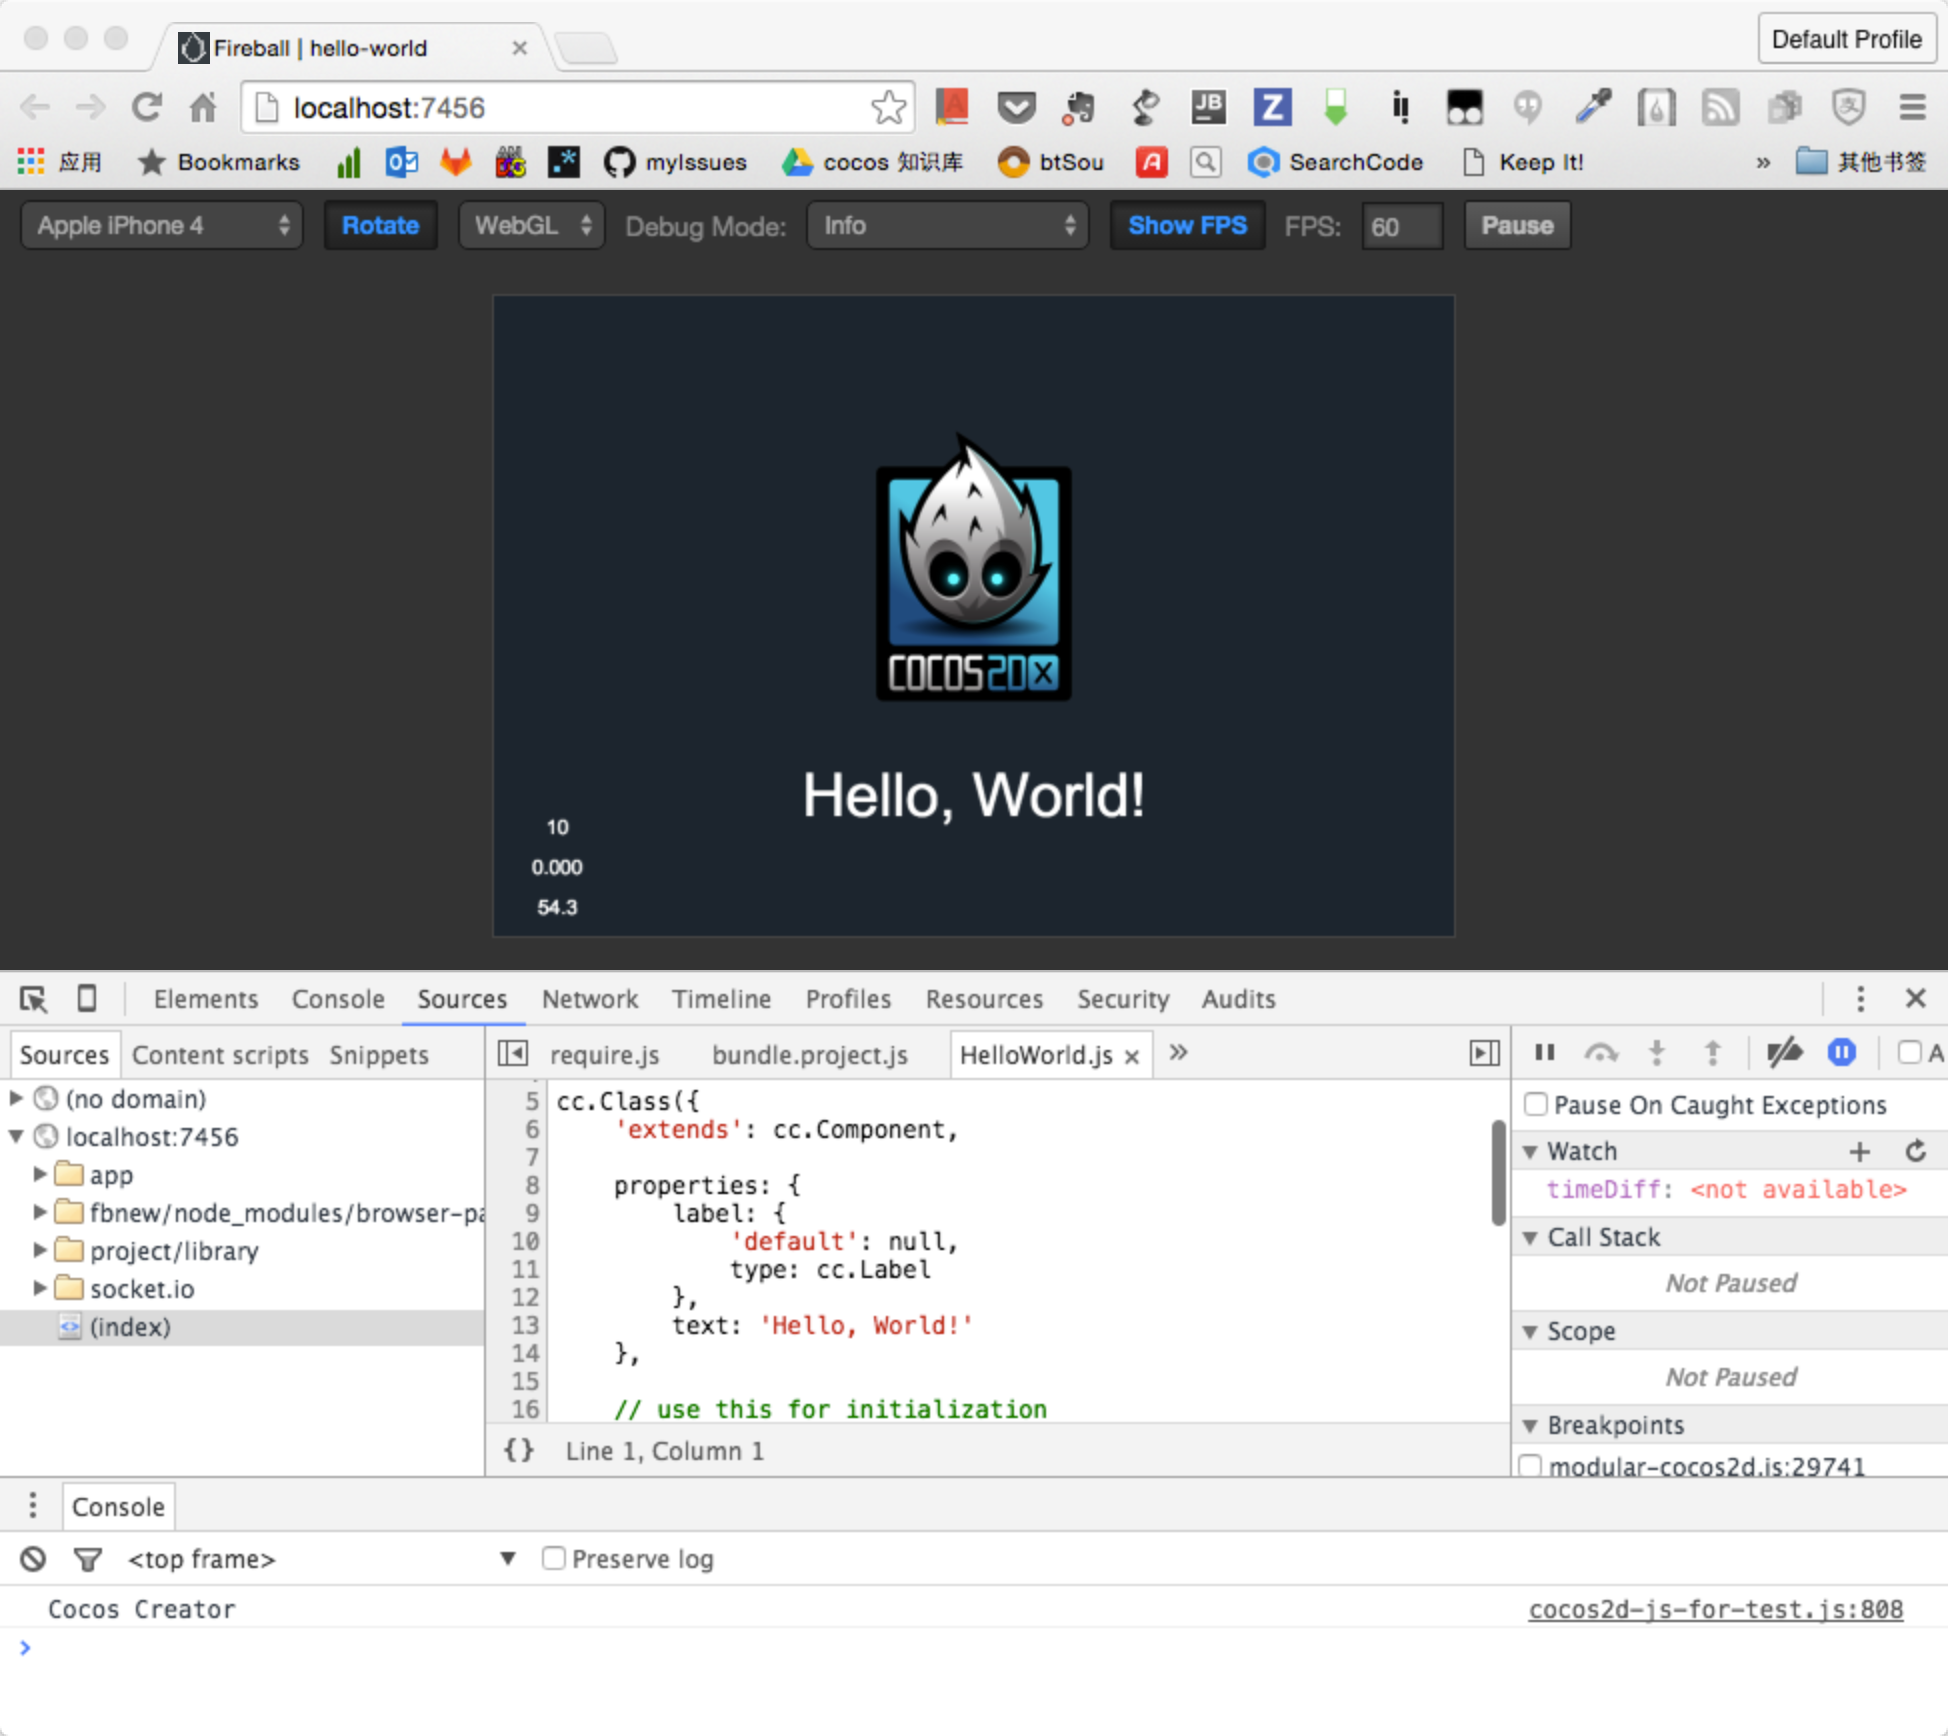 Fireball | hello-world
Default Profile
localhost:7456
应用 Bookmarks myIssues cocos 知识库 btSou SearchCode Keep It! » 其他书签
Apple iPhone 4 Rotate WebGL Debug Mode: Info Show FPS FPS: 60 Pause
COCOS2DX
Hello, World!
10
0.000
54.3
Elements Console Sources Network Timeline Profiles Resources Security Audits
Sources Content scripts Snippets
require.js bundle.project.js HelloWorld.js × »
A
(no domain)
localhost:7456
app
fbnew/node_modules/browser-pa
project/library
socket.io
(index)
5 cc.Class({
6 'extends': cc.Component,
7
8 properties: {
9 label: {
10 'default': null,
11 type: cc.Label
12 },
13 text: 'Hello, World!'
14 },
15
16 // use this for initialization
{} Line 1, Column 1
Pause On Caught Exceptions
Watch
timeDiff: <not available>
Call Stack
Not Paused
Scope
Not Paused
Breakpoints
modular-cocos2d.js:29741
Console
<top frame> Preserve log
Cocos Creator cocos2d-js-for-test.js:808